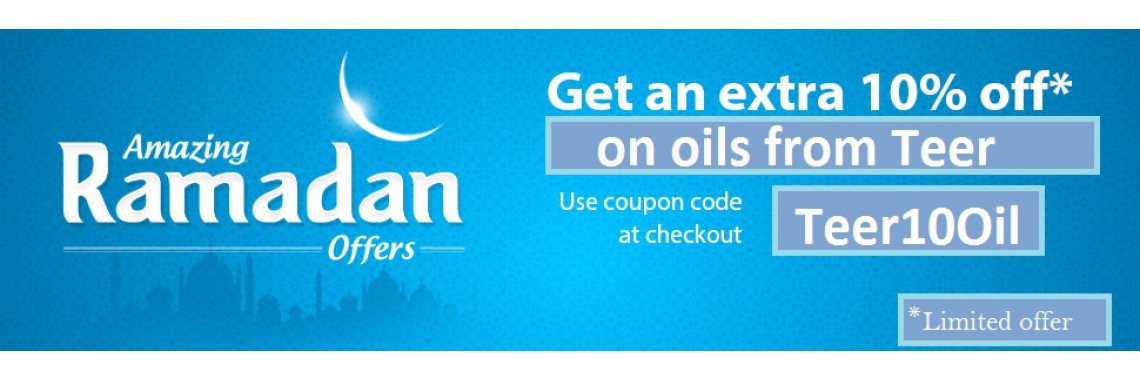 Amazing
Ramadan
Offers
Get an extra 10% off*
on oils from Teer
Use coupon code
at checkout
Teer10Oil
*Limited offer